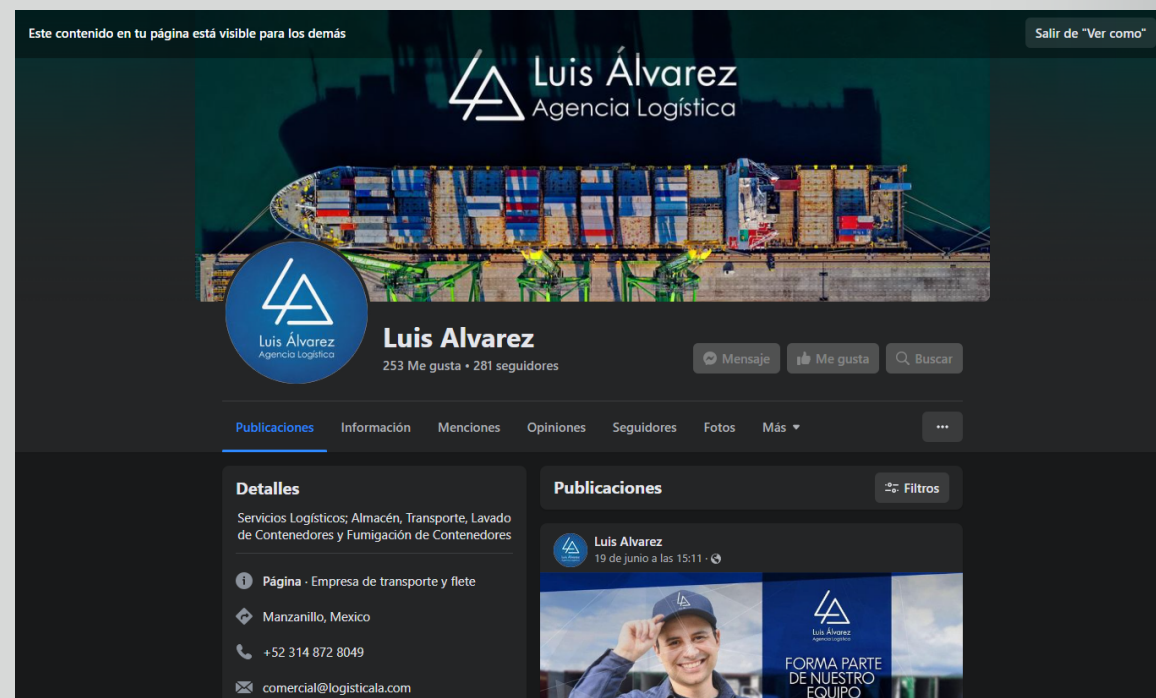 Este contenido en tu página está visible para los demás
Salir de "Ver como"
Luis Álvarez
Agencia Logística
Luis Álvarez
Agencia Logística
Luis Alvarez
253 Me gusta • 281 seguidores
Mensaje
Me gusta
Buscar
Publicaciones
Información
Menciones
Opiniones
Seguidores
Fotos
Más
Detalles
Servicios Logísticos; Almacén, Transporte, Lavado
de Contenedores y Fumigación de Contenedores
Página · Empresa de transporte y flete
Manzanillo, Mexico
+52 314 872 8049
comercial@logisticala.com
Publicaciones
Filtros
Luis Alvarez
19 de junio a las 15:11 ·
Luis Álvarez
Agencia Logística
FORMA PARTE
DE NUESTRO
EQUIPO